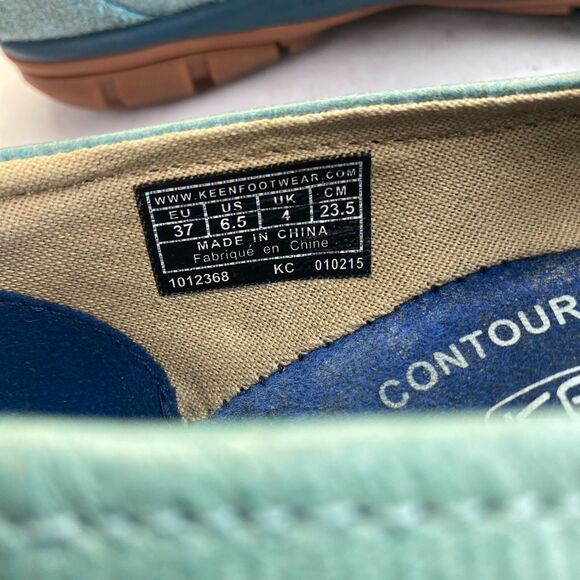 WWW.KEENFOOTWEAR.COM
EU US UK CM
37 6.5 4 23.5
MADE IN CHINA
Fabriqué en Chine
1012368 KC 010215
CONTOUR